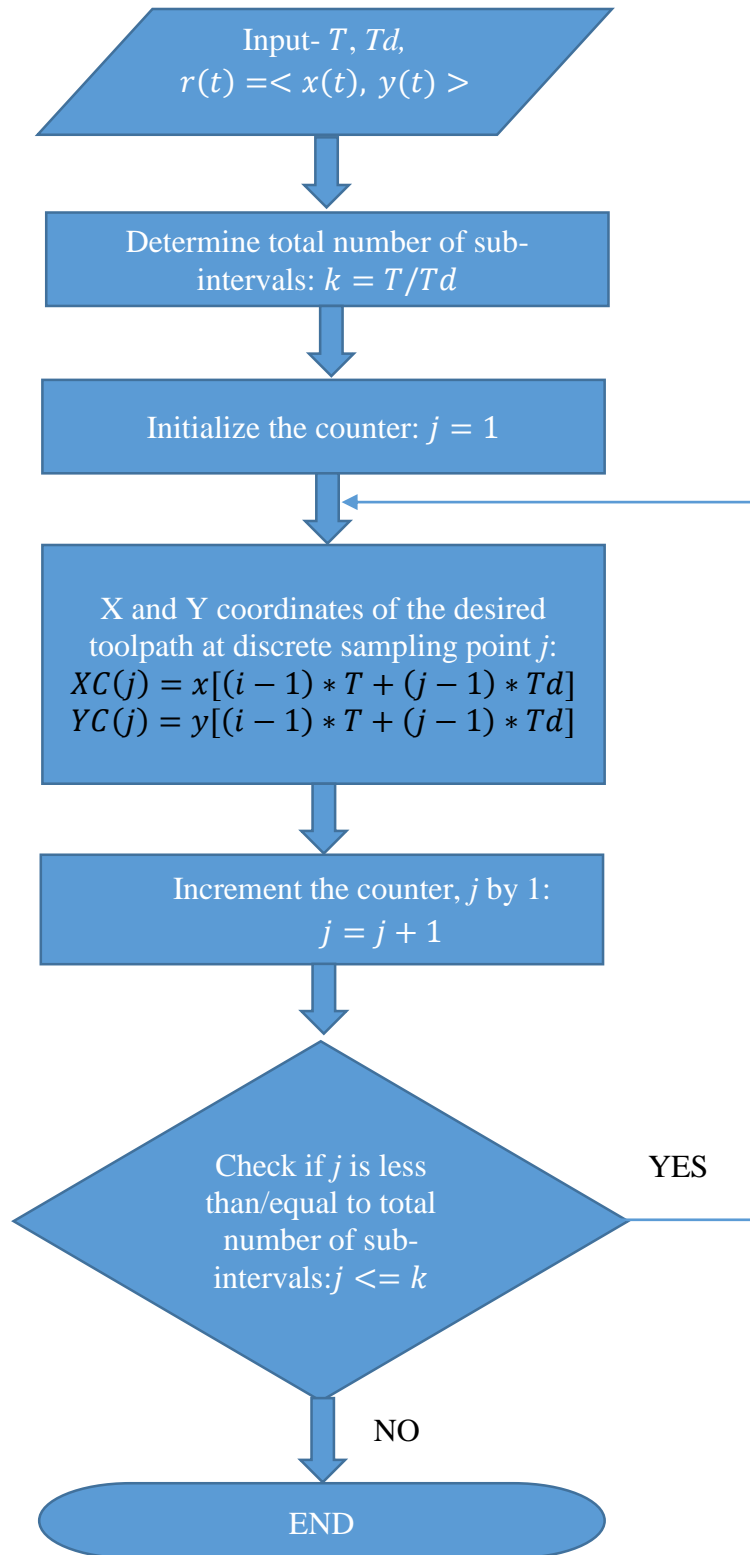 Input- T, Td,
r(t) =< x(t), y(t) >
Determine total number of sub-
intervals: k = T/Td
Initialize the counter: j = 1
X and Y coordinates of the desired
toolpath at discrete sampling point j:
XC(j) = x[(i − 1) * T + (j − 1) * Td]
YC(j) = y[(i − 1) * T + (j − 1) * Td]
Increment the counter, j by 1:
j = j + 1
Check if j is less
than/equal to total
number of sub-
intervals:j <= k
YES
NO
END